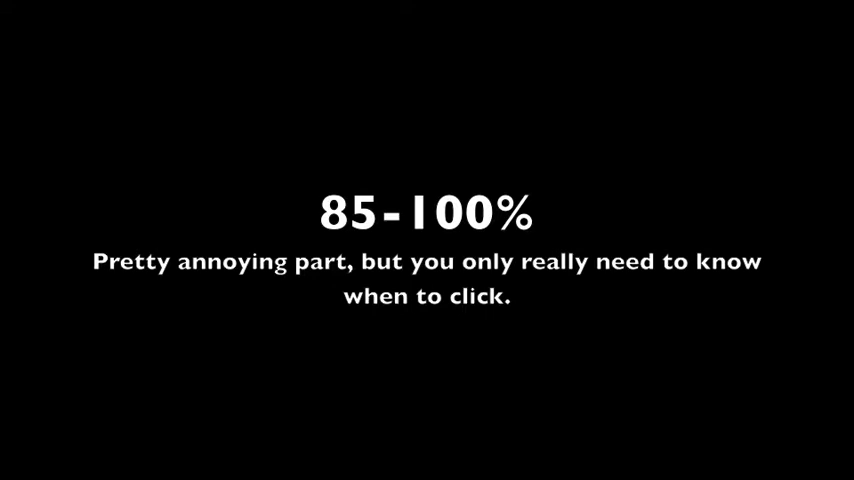 85-100%
Pretty annoying part, but you only really need to know
when to click.